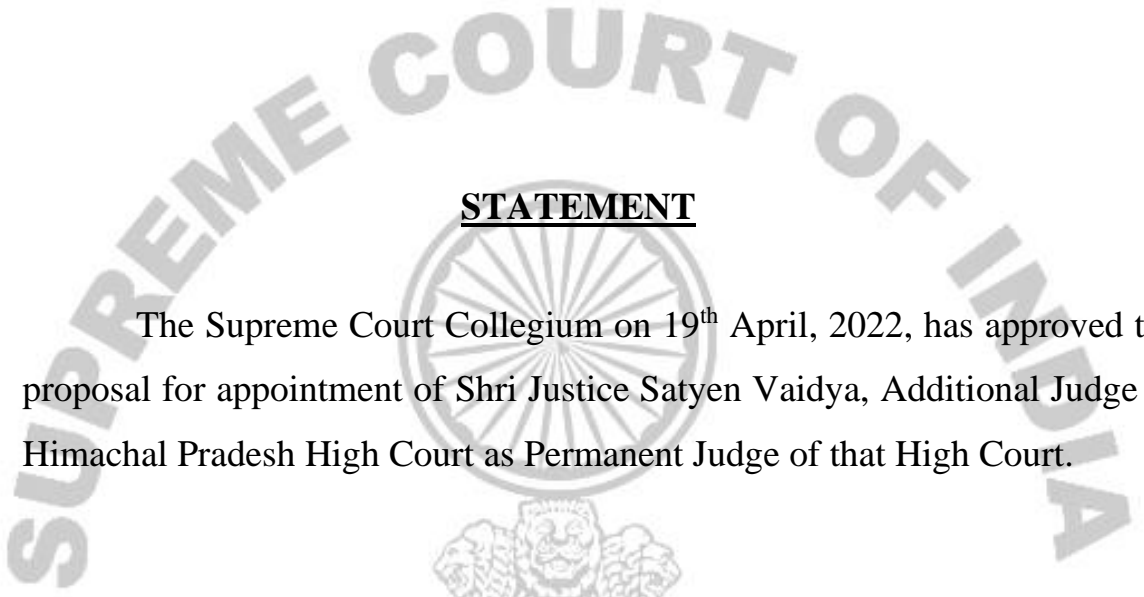 SUPREME COURT OF INDIA
STATEMENT
The Supreme Court Collegium on 19th April, 2022, has approved t
proposal for appointment of Shri Justice Satyen Vaidya, Additional Judge
Himachal Pradesh High Court as Permanent Judge of that High Court.